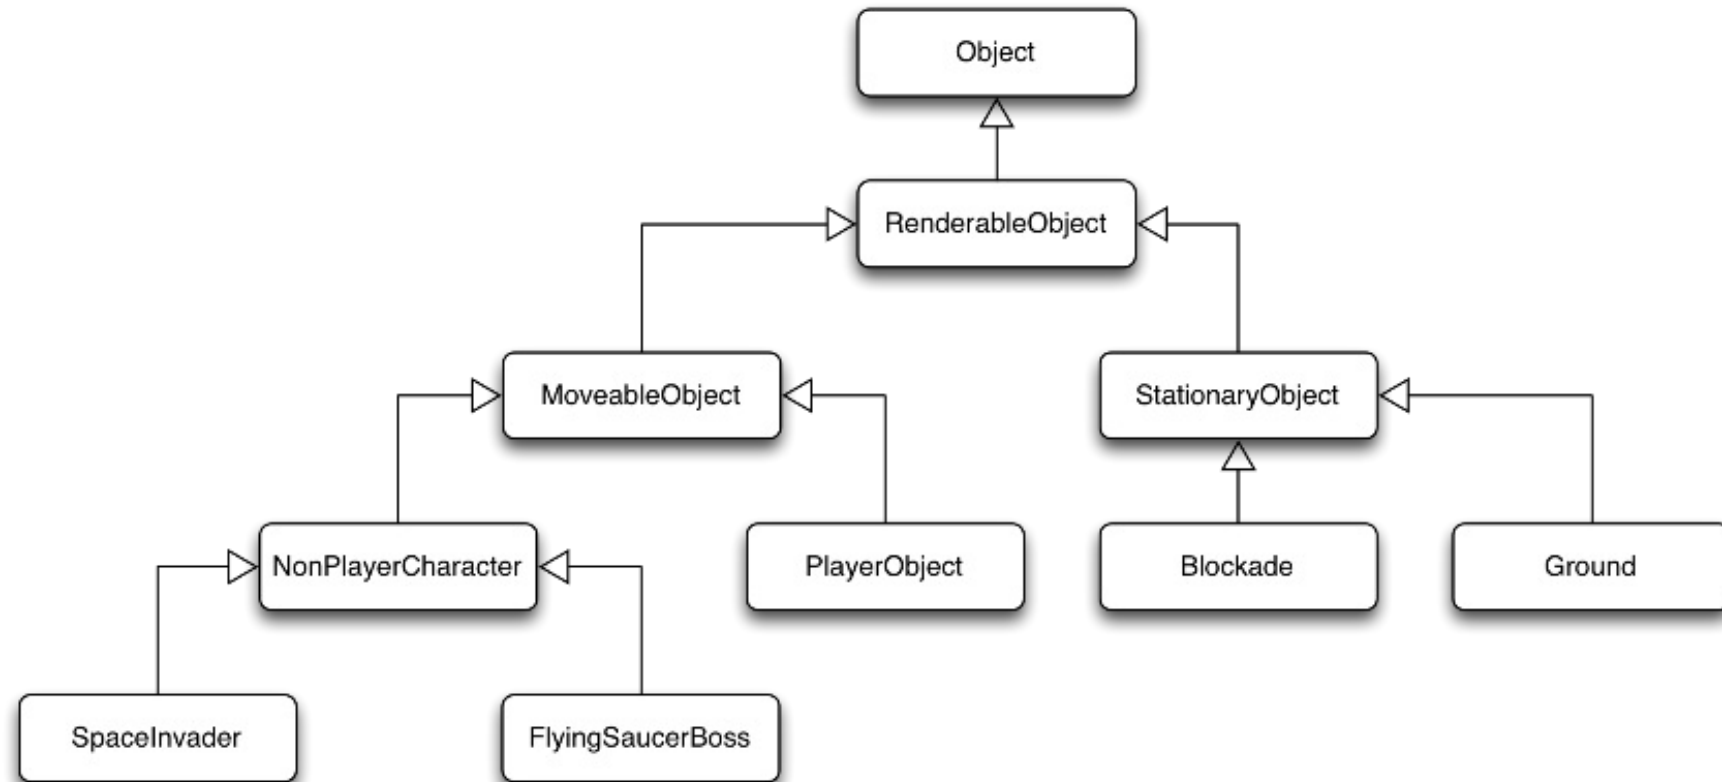 Object
RenderableObject
MoveableObject
StationaryObject
NonPlayerCharacter
PlayerObject
Blockade
Ground
SpaceInvader
FlyingSaucerBoss